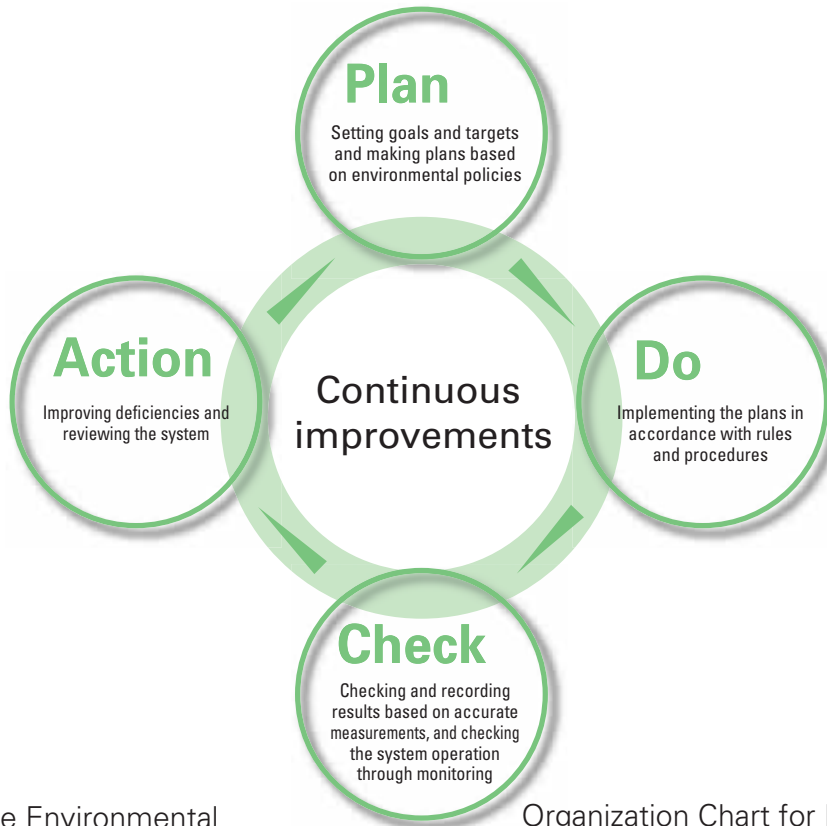 Plan
Setting goals and targets
and making plans based
on environmental policies
Action
Improving deficiencies and
reviewing the system
Continuous
improvements
Do
Implementing the plans in
accordance with rules
and procedures
Check
Checking and recording
results based on accurate
measurements, and checking
the system operation
through monitoring
e Environmental
Organization Chart for